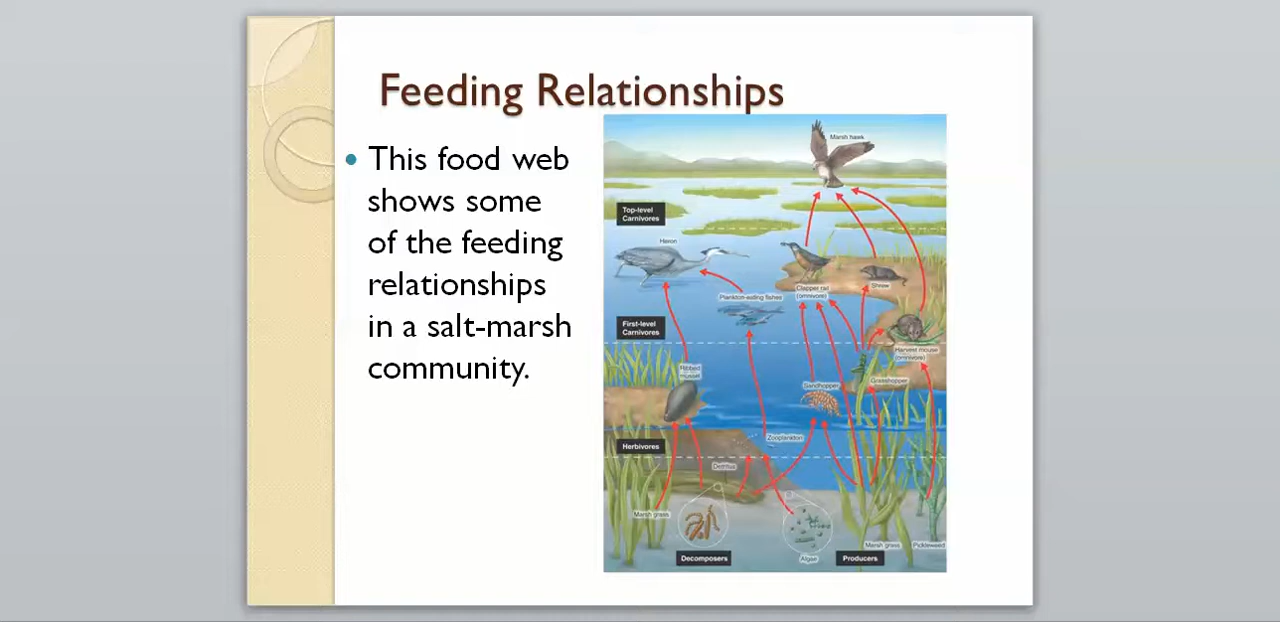 Feeding Relationships
• This food web
shows some
of the feeding
relationships
in a salt-marsh
community.
Marsh hawk
Top-level
Carnivores
Heron
Clapper rail
(omnivore)
Shrew
Plankton-eating fishes
First-level
Carnivores
Harvest mouse
(omnivore)
Ribbed
mussel
Grasshopper
Sandhopper
Zooplankton
Herbivores
Detritus
Marsh grass
Marsh grass
Pickleweed
Decomposers
Algae
Producers